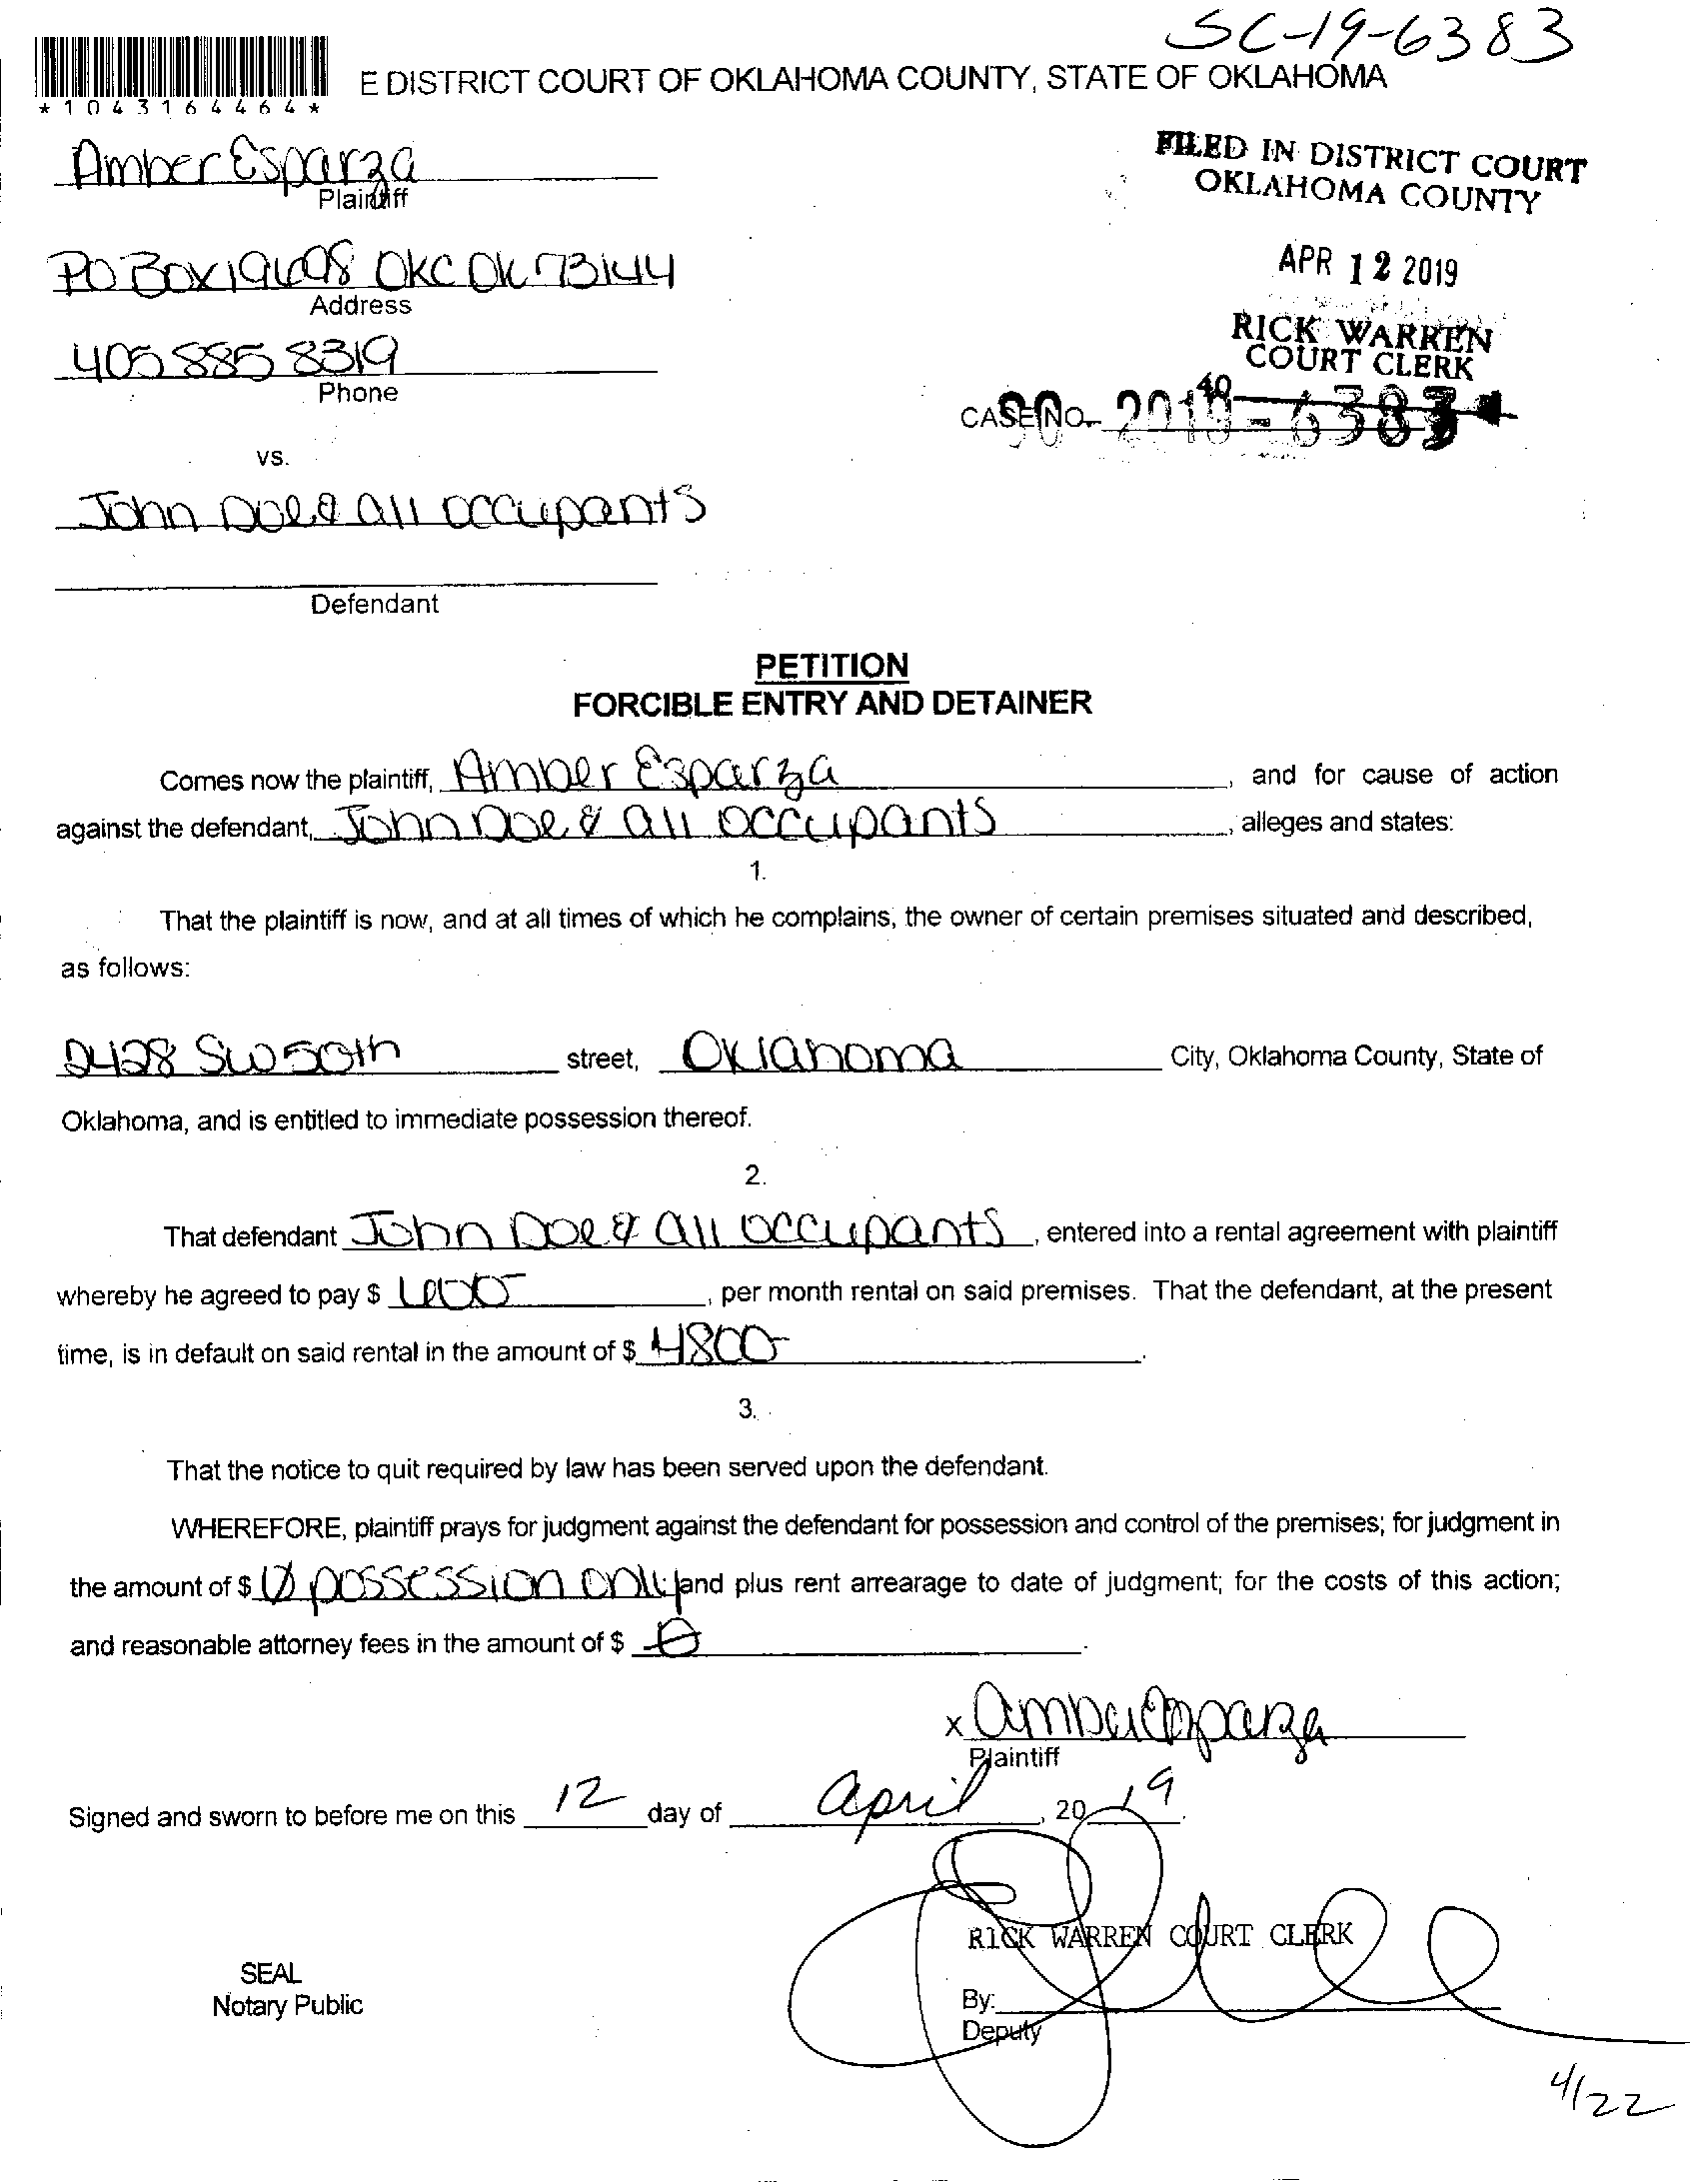 SC-19-6383
*1043164464*
E DISTRICT COURT OF OKLAHOMA COUNTY, STATE OF OKLAHOMA
Amber Esparza
Plaintiff
FILED IN DISTRICT COURT
OKLAHOMA COUNTY
PO Box 19698 OKC OK 73144
Address
APR 12 2019
RICK WARREN
COURT CLERK
405 885 8319
Phone
40
CASE NO. SC 2019-6383
vs.
John Doe & all occupants
Defendant
PETITION
FORCIBLE ENTRY AND DETAINER
Comes now the plaintiff, Amber Esparza, and for cause of action
against the defendant, John Doe & all occupants, alleges and states:
1.
That the plaintiff is now, and at all times of which he complains, the owner of certain premises situated and described,
as follows:
2428 SW 50th street, Oklahoma City, Oklahoma County, State of
Oklahoma, and is entitled to immediate possession thereof.
2.
That defendant John Doe & all occupants, entered into a rental agreement with plaintiff
whereby he agreed to pay $ 600-, per month rental on said premises. That the defendant, at the present
time, is in default on said rental in the amount of $ 4800-.
3.
That the notice to quit required by law has been served upon the defendant.
WHEREFORE, plaintiff prays for judgment against the defendant for possession and control of the premises; for judgment in
the amount of $ 0 possession only and plus rent arrearage to date of judgment; for the costs of this action;
and reasonable attorney fees in the amount of $ 0.
x Amber Esparza
Plaintiff
Signed and sworn to before me on this 12 day of April, 2019.
RICK WARREN COURT CLERK
SEAL
Notary Public
By:
Deputy
4/22